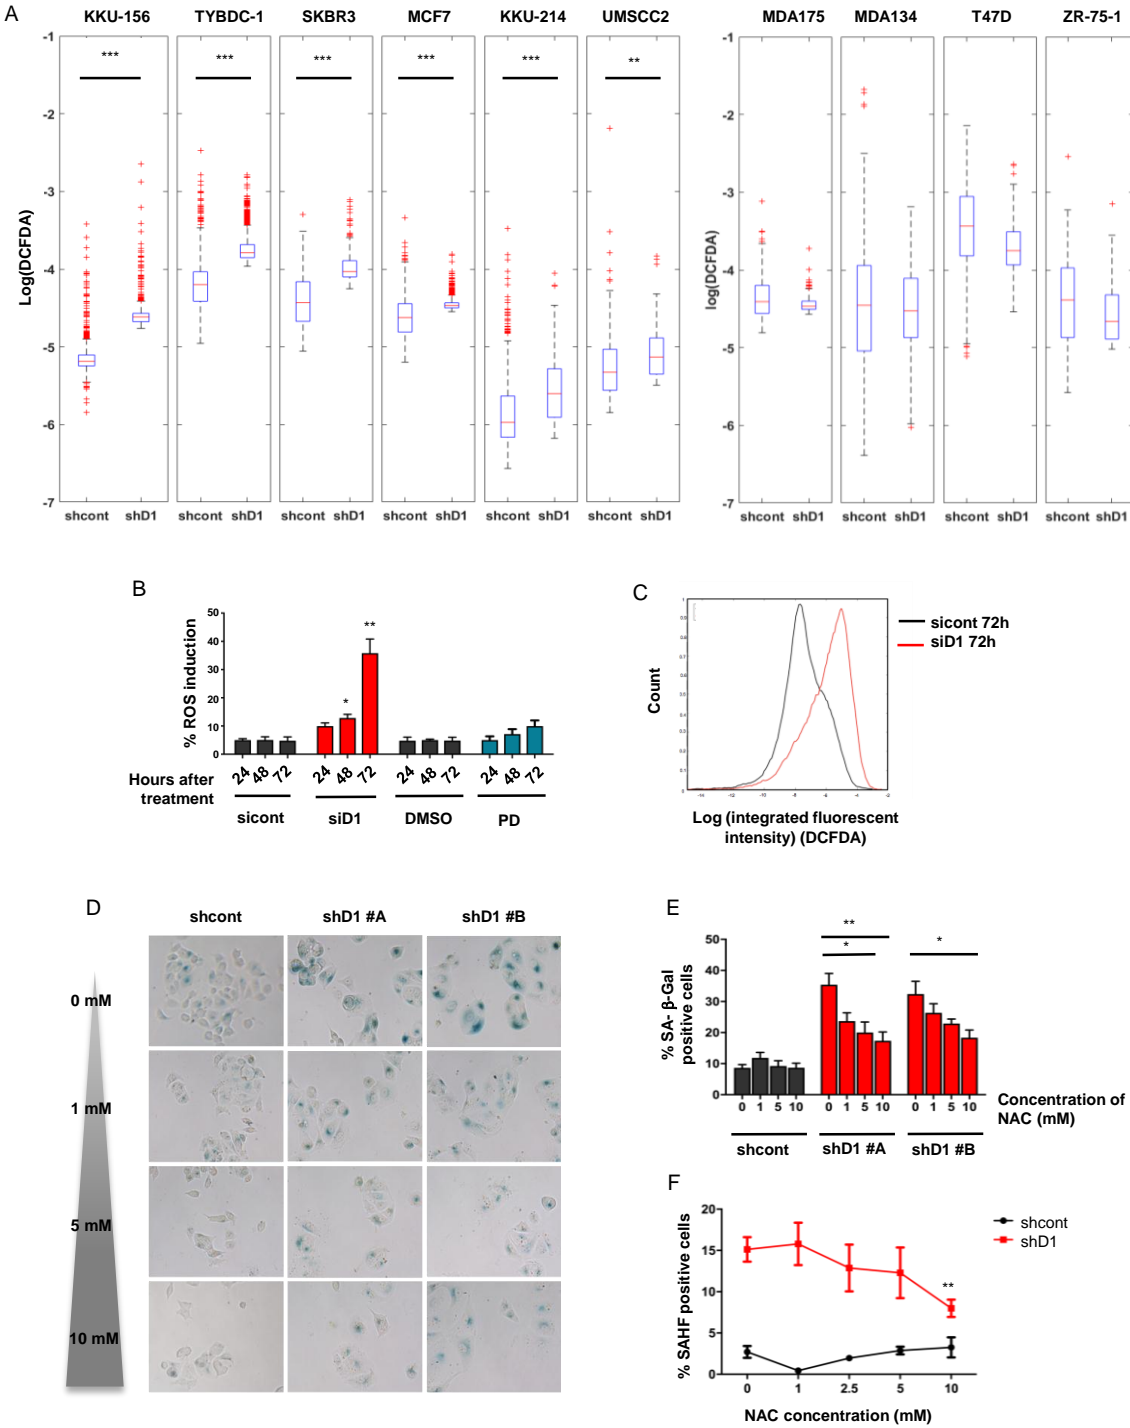 A
KKU-156 TYBDC-1 SKBR3 MCF7 KKU-214 UMSCC2 MDA175 MDA134 T47D ZR-75-1
*** *** *** *** *** **
Log(DCFDA)
-1
-2
-3
-4
-5
-6
-7
shcont shD1 shcont shD1 shcont shD1 shcont shD1 shcont shD1 shcont shD1
log(DCFDA)
-1
-2
-3
-4
-5
-6
-7
shcont shD1 shcont shD1 shcont shD1 shcont shD1
B
% ROS induction
50
40
30
20
10
0
* **
Hours after
treatment
24 48 72 24 48 72 24 48 72 24 48 72
sicont siD1 DMSO PD
C
Count
sicont 72h
siD1 72h
Log (integrated fluorescent
intensity) (DCFDA)
D
shcont shD1 #A shD1 #B
0 mM
1 mM
5 mM
10 mM
E
% SA- β-Gal
positive cells
50
40
30
20
10
0
**
* *
0 1 5 10 0 1 5 10 0 1 5 10
Concentration of
NAC (mM)
shcont shD1 #A shD1 #B
F
% SAHF positive cells
20
15
10
5
0
**
shcont
shD1
0 1 2.5 5 10
NAC concentration (mM)